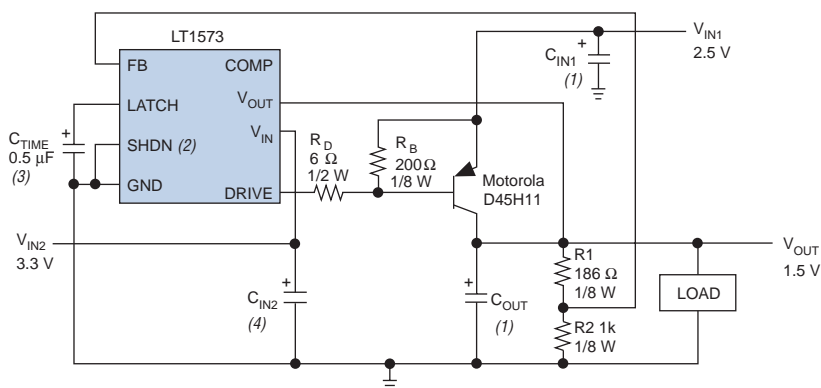 LT1573
FB
COMP
LATCH
V_OUT
V_IN
SHDN (2)
GND
DRIVE
C_TIME
0.5 µF
(3)
R_D
6 Ω
1/2 W
R_B
200Ω
1/8 W
Motorola
D45H11
C_IN1
(1)
V_IN1
2.5 V
V_IN2
3.3 V
C_IN2
(4)
C_OUT
(1)
R1
186 Ω
1/8 W
R2 1k
1/8 W
LOAD
V_OUT
1.5 V
+
+
+
+